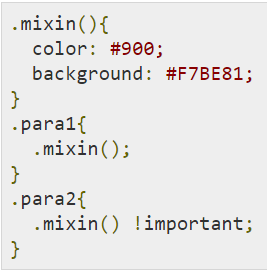 .mixin(){
  color: #900;
  background: #F7BE81;
}
.para1{
  .mixin();
}
.para2{
  .mixin() !important;
}